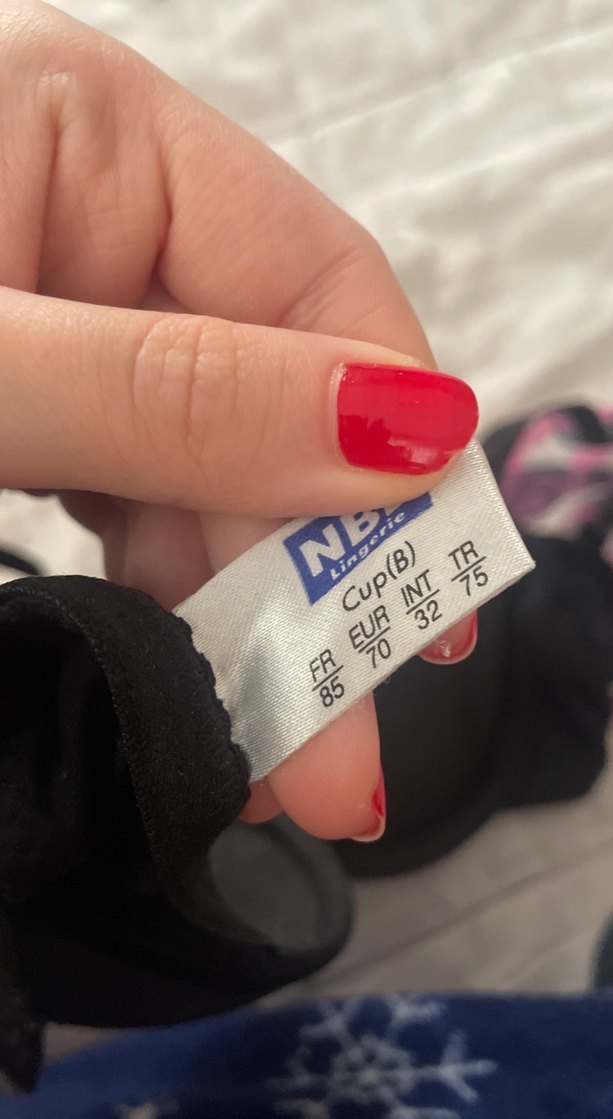 NB
Lingerie
Cup(B)
FR EUR INT TR
85 70 32 75